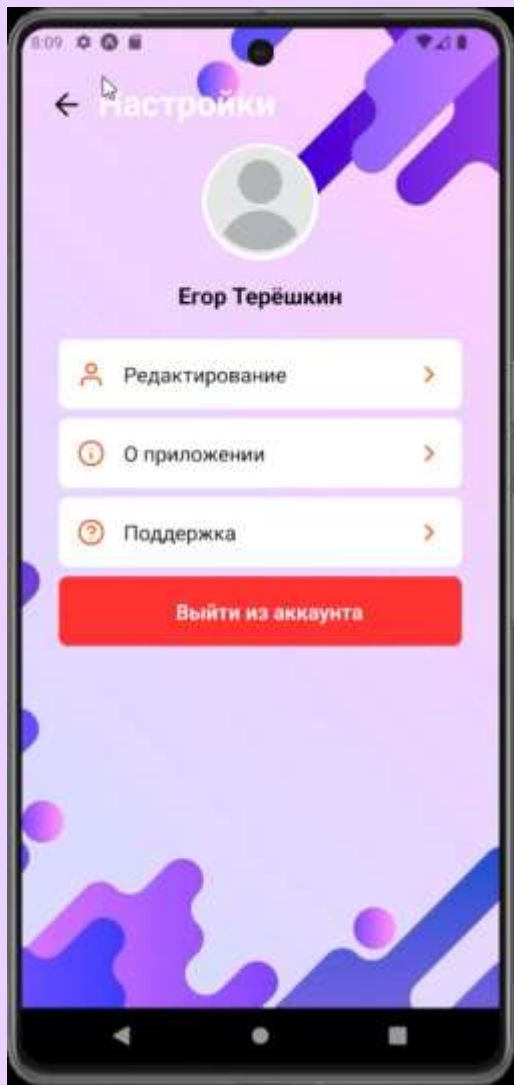 8:09
Настройки
Егор Терёшкин
Редактирование
О приложении
Поддержка
Выйти из аккаунта